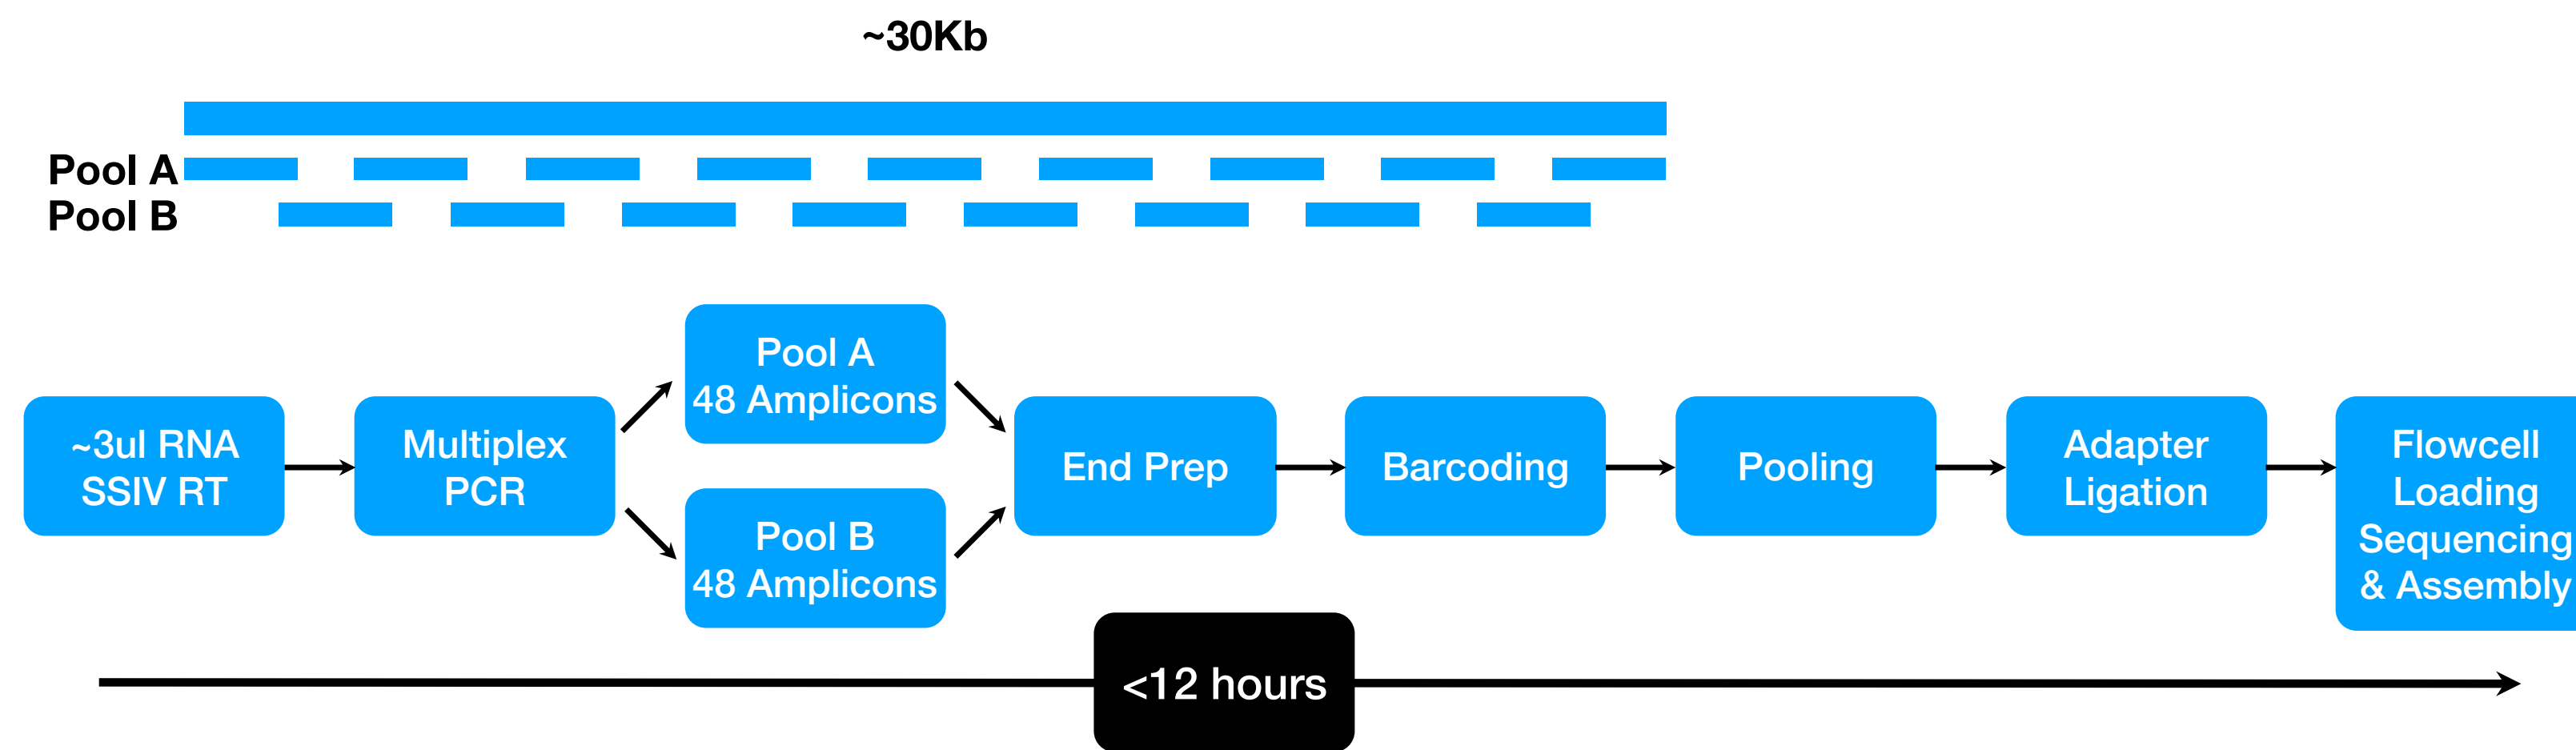 ~30Kb
Pool A
Pool B
~3ul RNA
SSIV RT
Multiplex
PCR
Pool A
48 Amplicons
Pool B
48 Amplicons
End Prep
Barcoding
Pooling
Adapter
Ligation
Flowcell
Loading
Sequencing
& Assembly
<12 hours